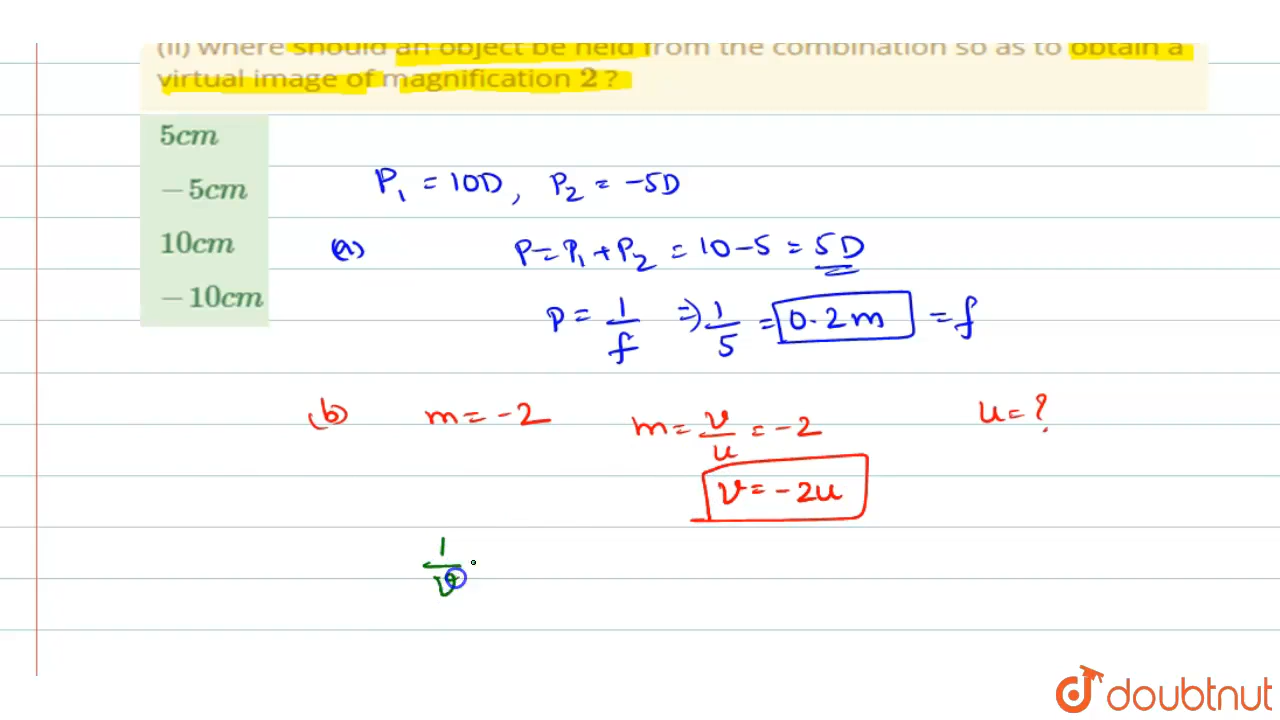 (ii) where should an object be held from the combination so as to obtain a
virtual image of magnification 2 ?
5cm
−5cm
10cm
−10cm
P₁ = 10D, P₂ = -5D
(a) P = P₁ + P₂ = 10 - 5 = 5D
P = 1/f ⇒ 1/5 = 0.2m = f
(b) m = -2 m = v/u = -2 u = ?
v = -2u
1/v
doubtnut